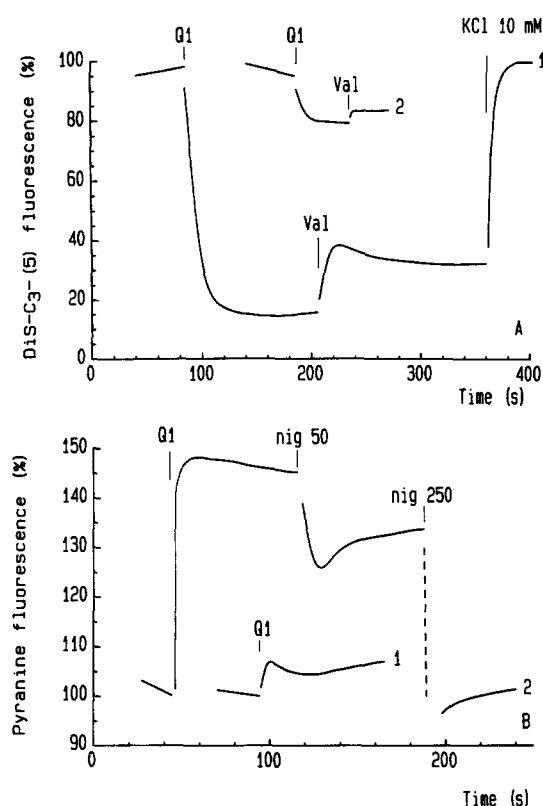 KCl 10 mM
Q1 Q1
1
100
Val
2
80
60
Val
40
20
A
0
0 100 200 300 400
Time (s)
DiS-C3-(5) fluorescence (%)
Q1 nig 50
150
nig 250
140
130
120
Q1
110
1
100
2
B
90
0 100 200
Time (s)
Pyranine fluorescence (%)